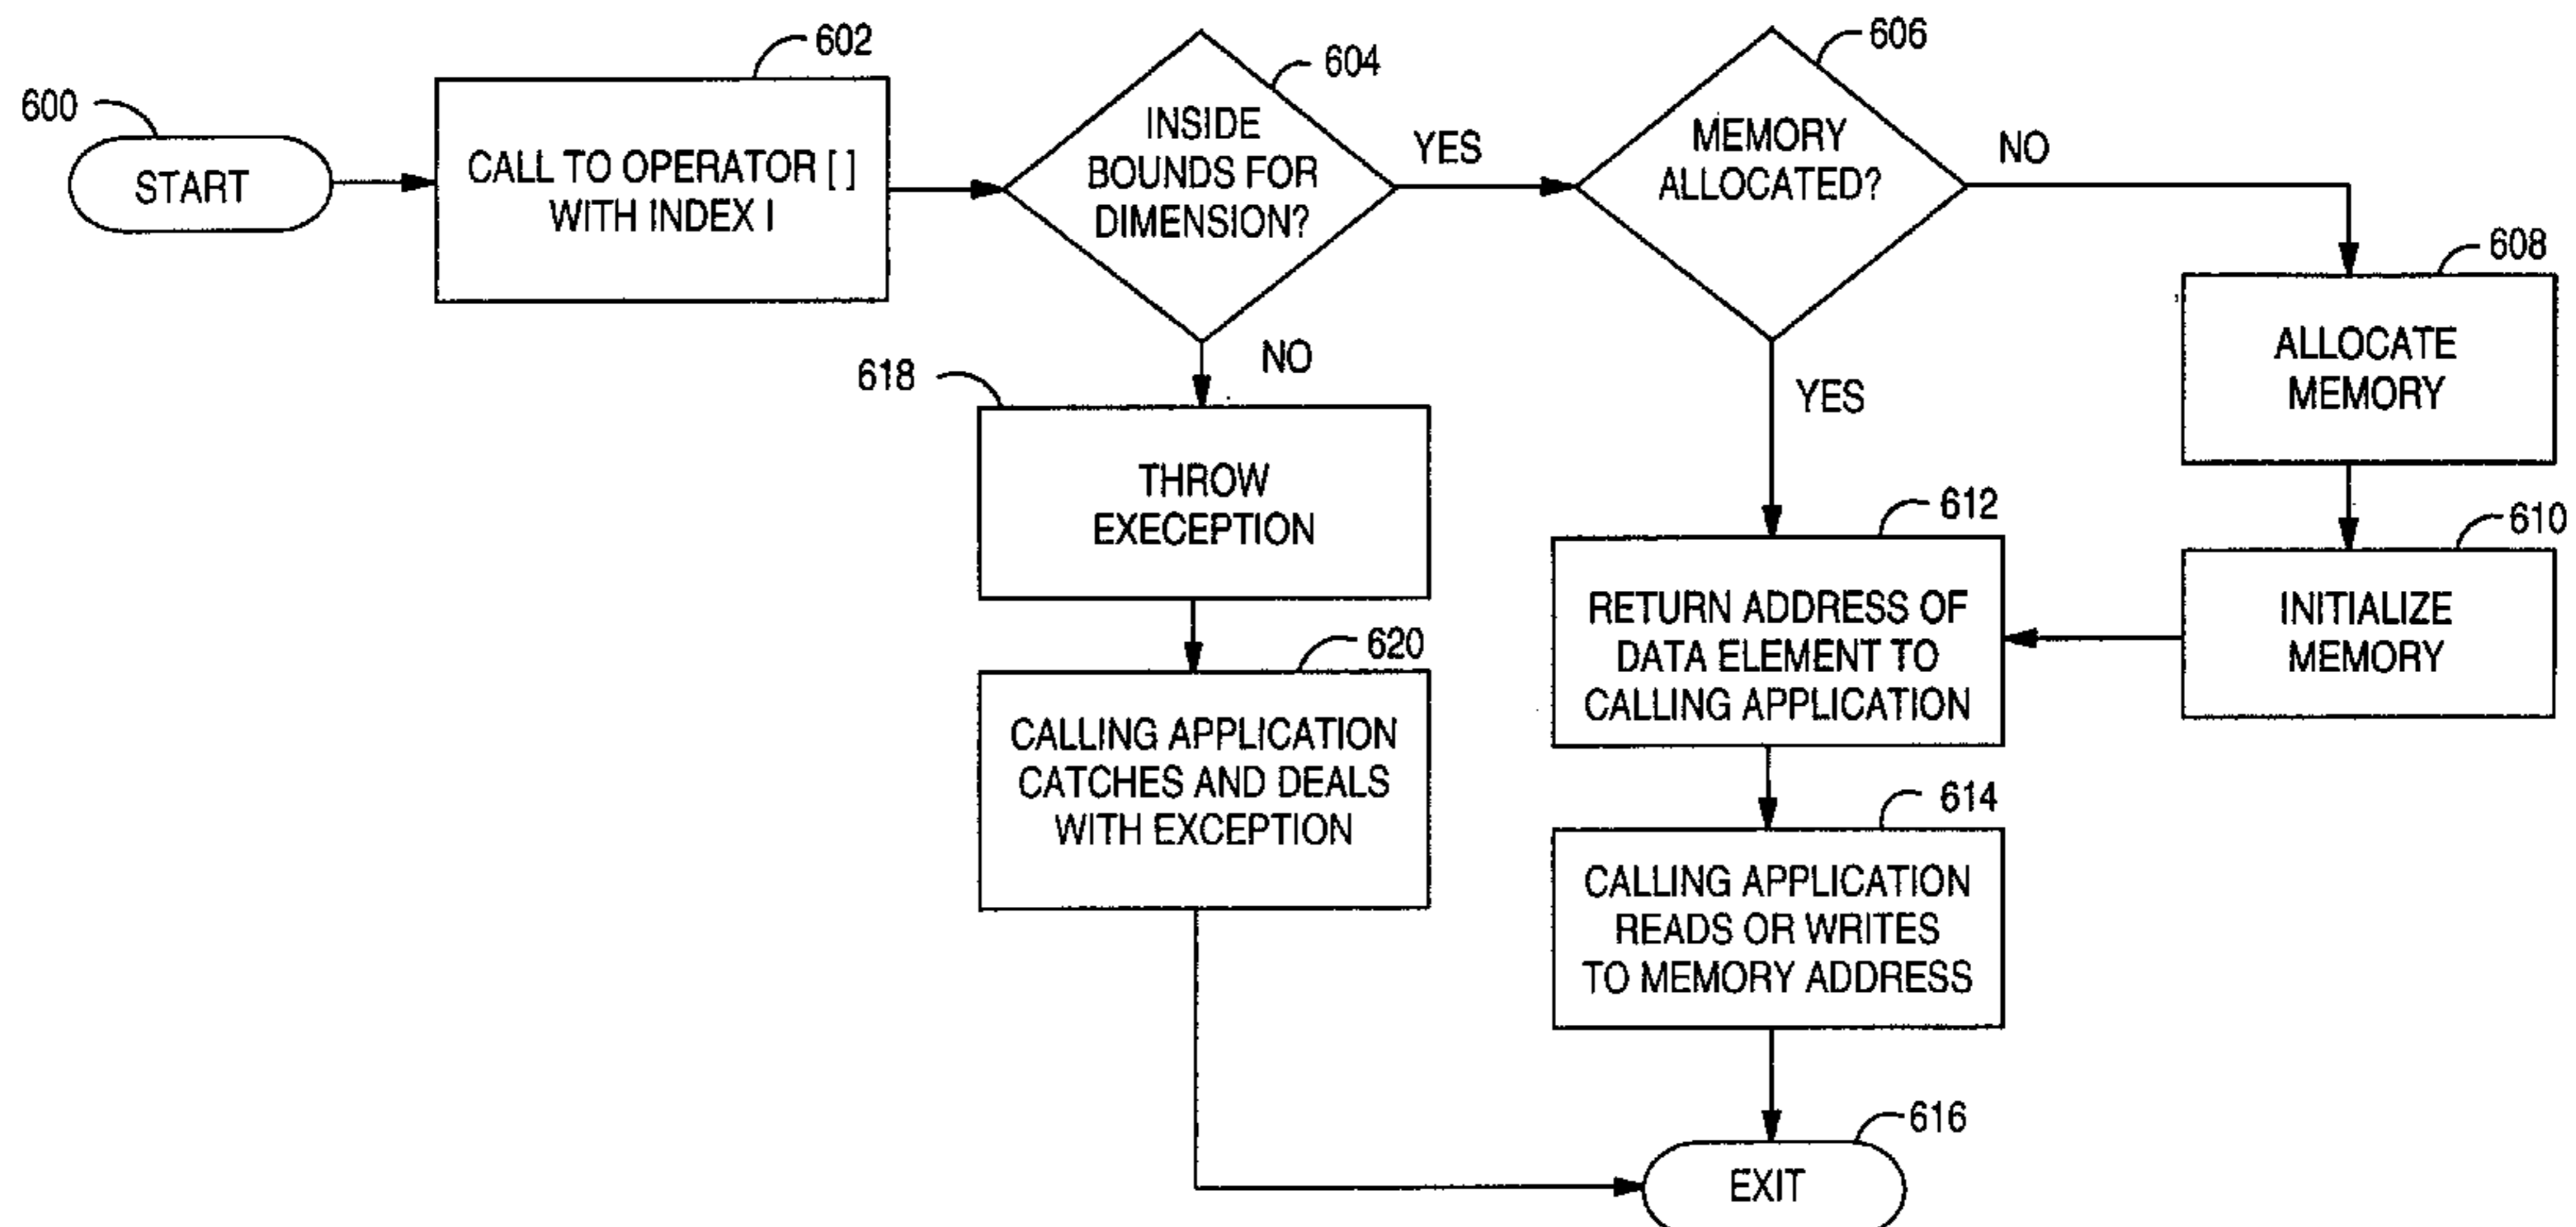 600
START
602
CALL TO OPERATOR [ ]
WITH INDEX I
604
INSIDE
BOUNDS FOR
DIMENSION?
YES
NO
606
MEMORY
ALLOCATED?
NO
YES
608
ALLOCATE
MEMORY
610
INITIALIZE
MEMORY
612
RETURN ADDRESS OF
DATA ELEMENT TO
CALLING APPLICATION
614
CALLING APPLICATION
READS OR WRITES
TO MEMORY ADDRESS
618
THROW
EXECEPTION
620
CALLING APPLICATION
CATCHES AND DEALS
WITH EXCEPTION
616
EXIT